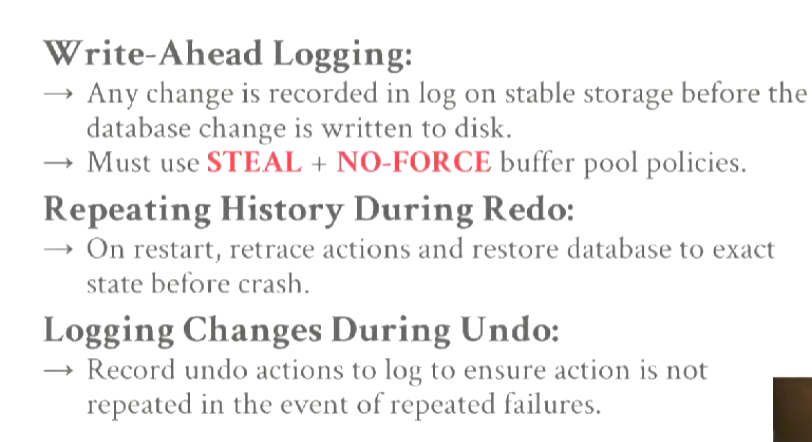 Write-Ahead Logging:
→ Any change is recorded in log on stable storage before the
database change is written to disk.
→ Must use STEAL + NO-FORCE buffer pool policies.
Repeating History During Redo:
→ On restart, retrace actions and restore database to exact
state before crash.
Logging Changes During Undo:
→ Record undo actions to log to ensure action is not
repeated in the event of repeated failures.